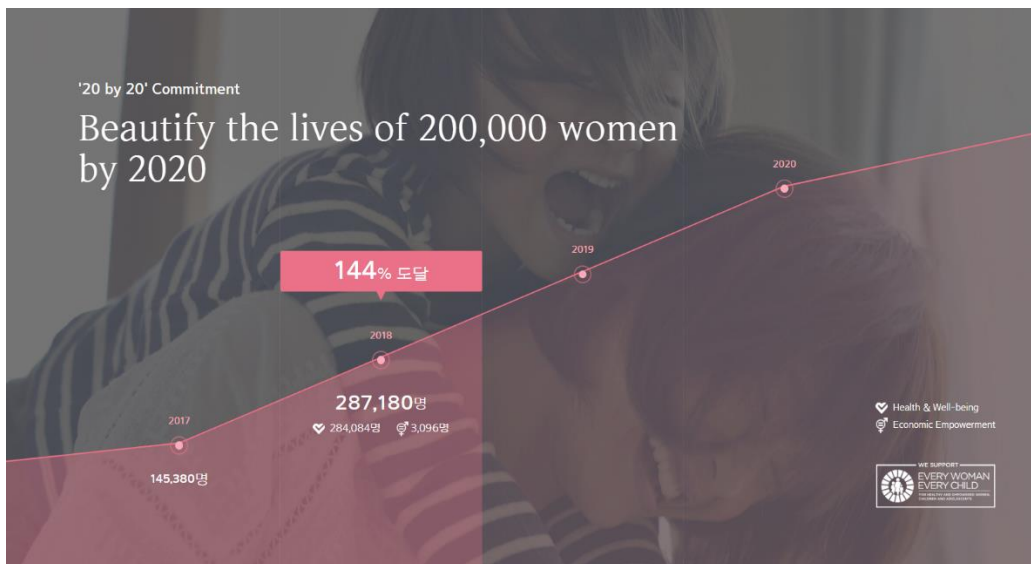 '20 by 20' Commitment
Beautify the lives of 200,000 women
by 2020
2020
2019
144% 도달
2018
287,180명
284,084명 3,096명
2017
145,380명
Health & Well-being
Economic Empowerment
WE SUPPORT
EVERY WOMAN
EVERY CHILD